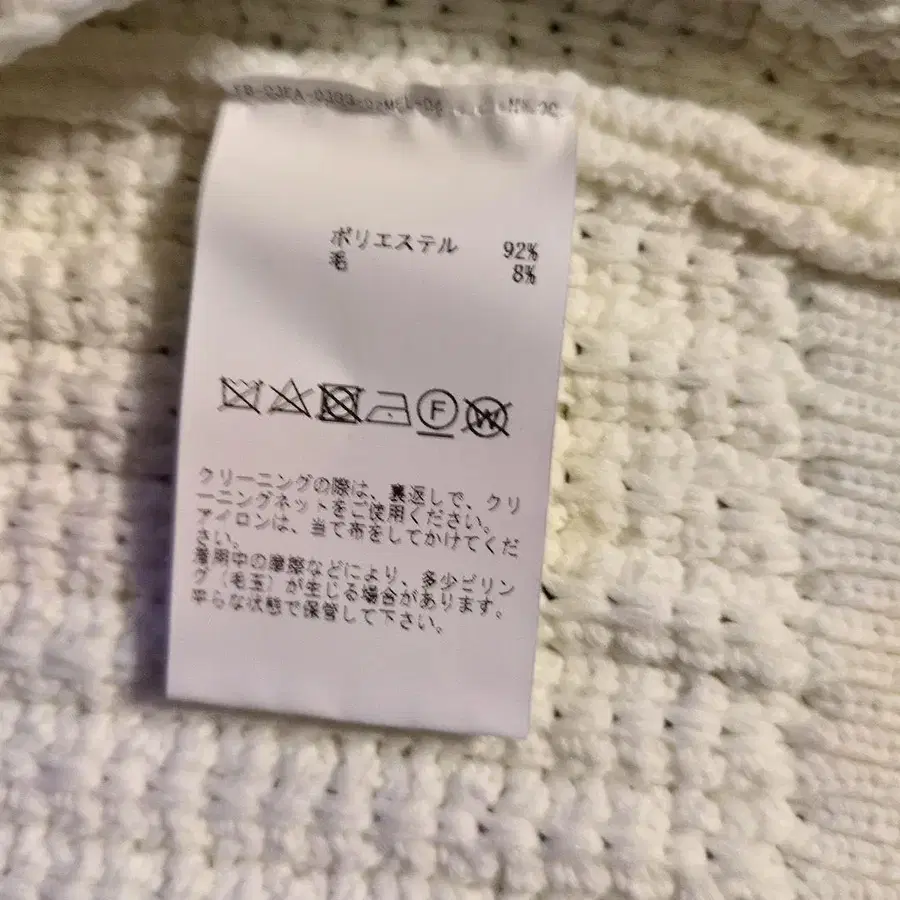 ポリエステル 92%
毛 8%
F W
クリーニングの際は、裏返しで、クリ
ーニングネットをご使用ください。
アイロンは、当て布をしてかけてくだ
さい。
着用中の摩擦などにより、多少ピリン
グ(毛玉)が生じる場合があります。
平らな状態で保管して下さい。